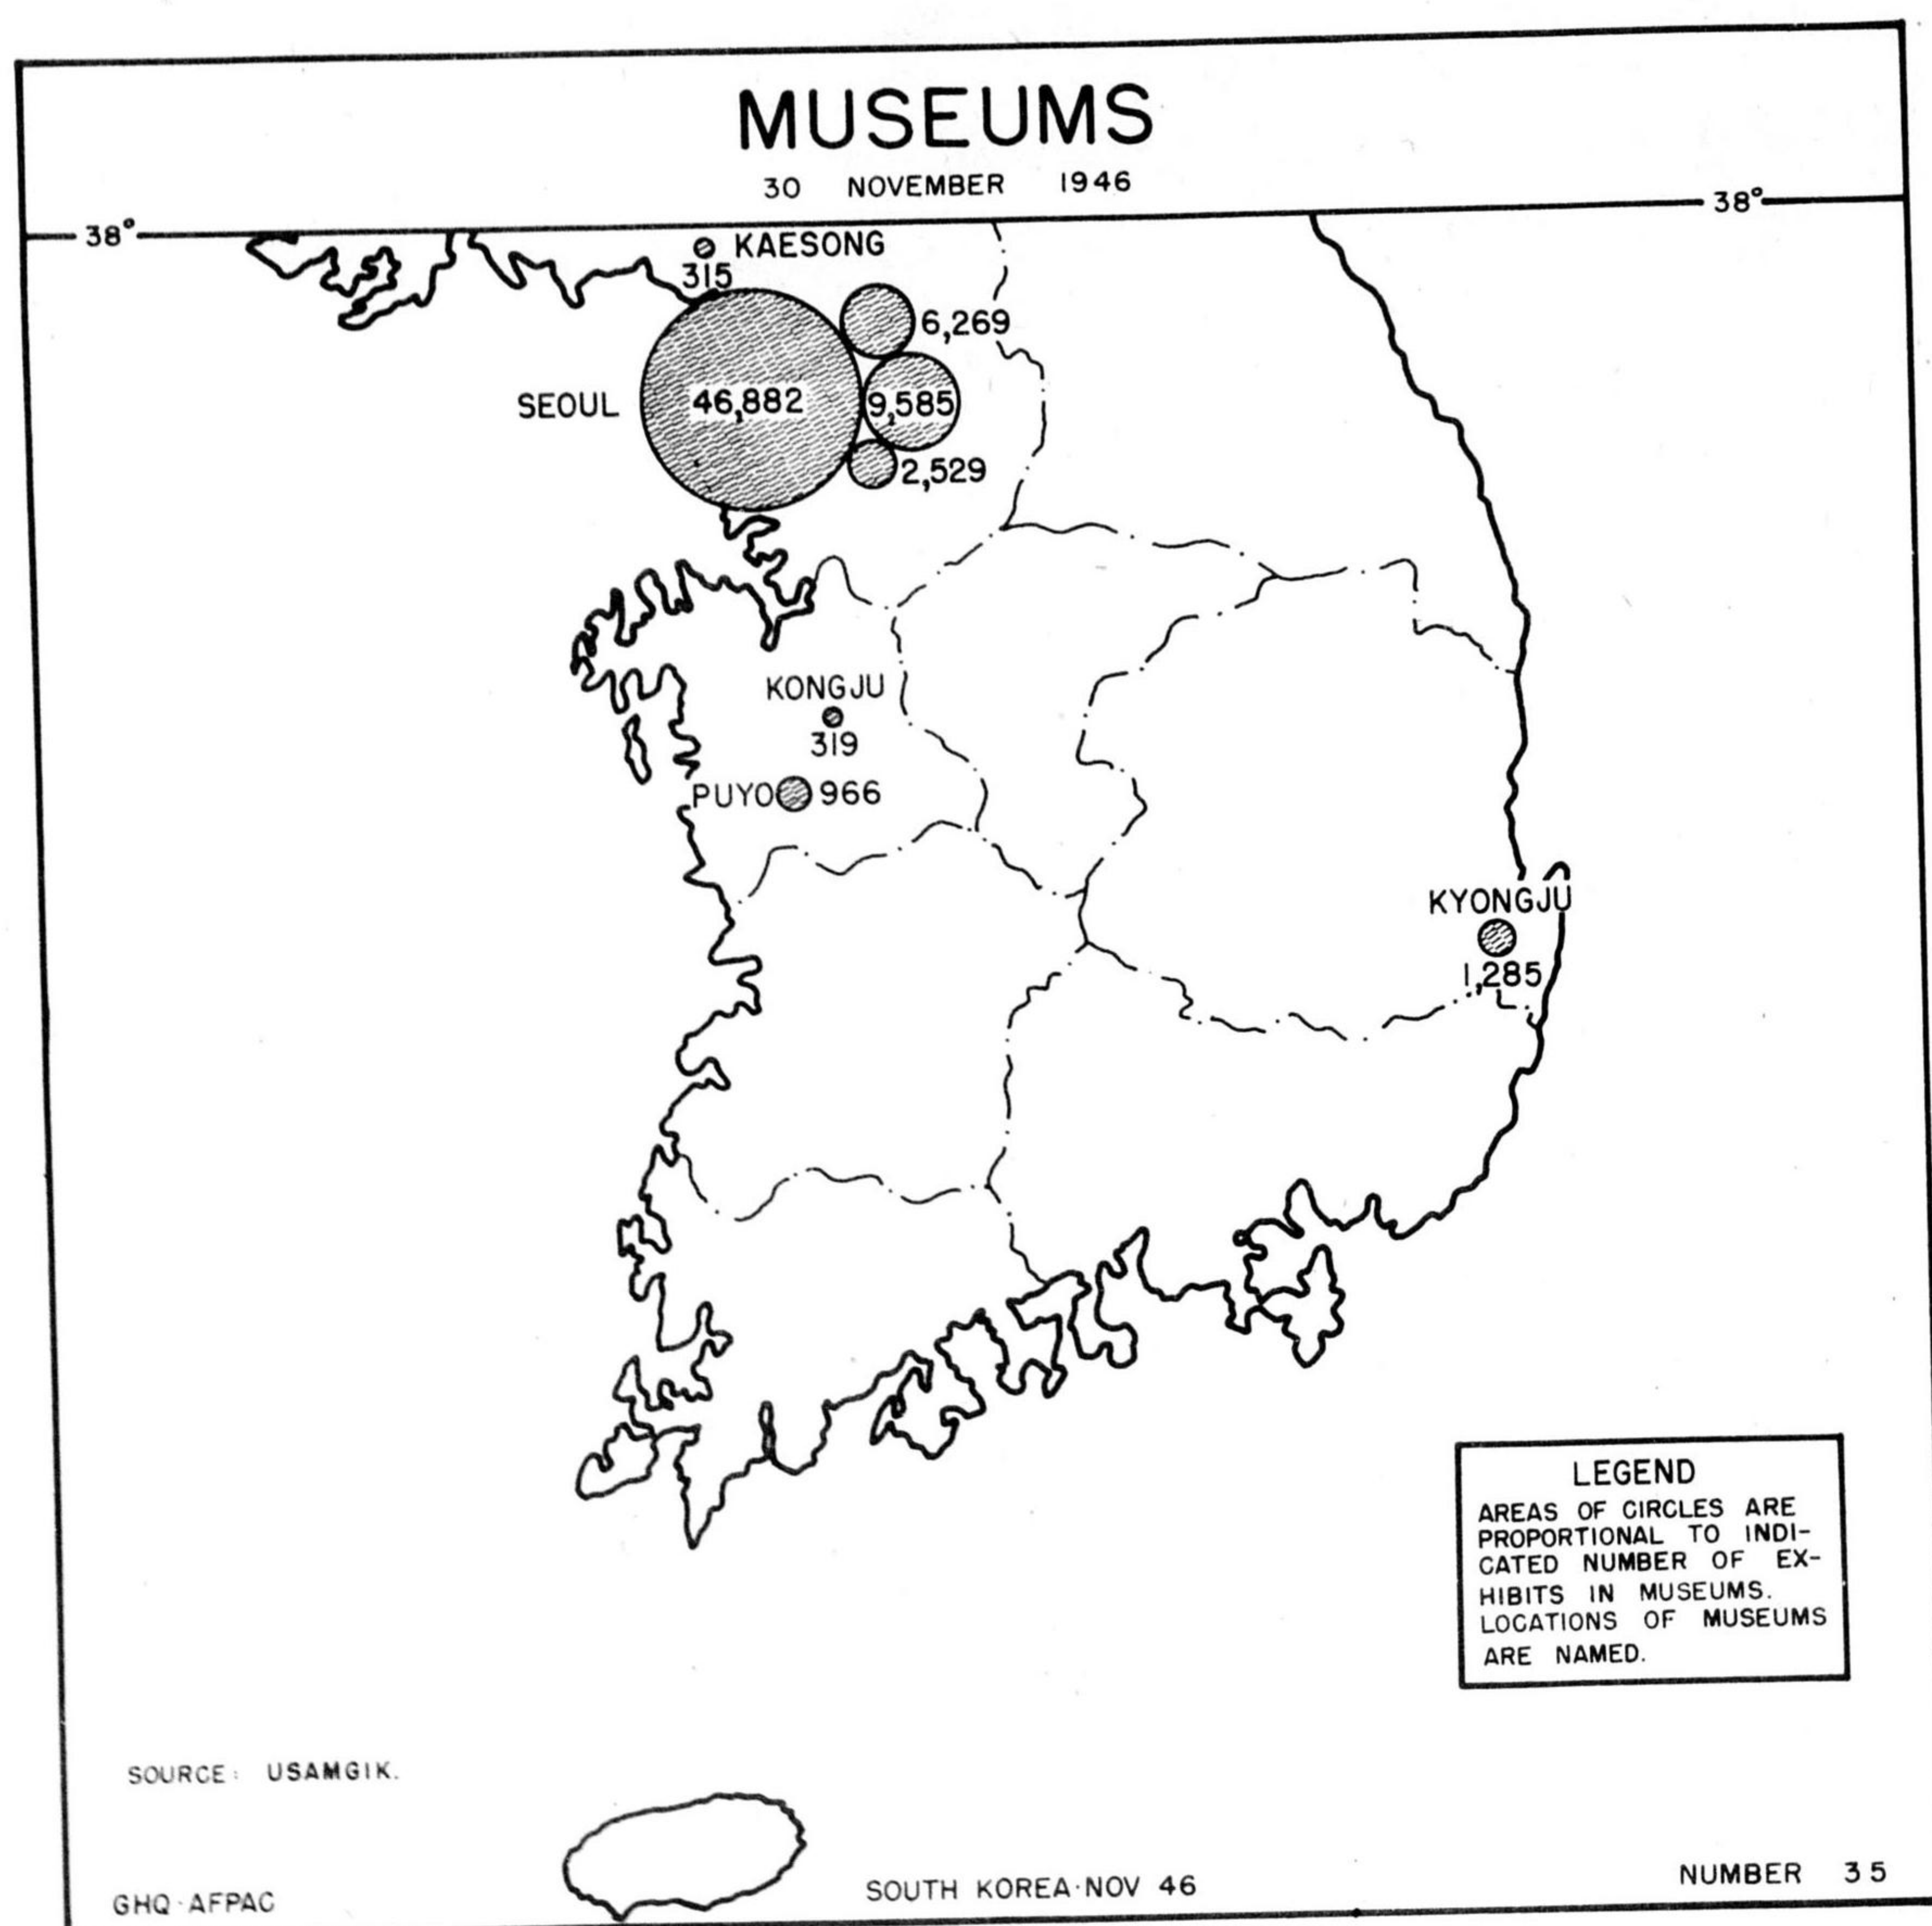 MUSEUMS
30 NOVEMBER 1946
38°
38°
KAESONG
315
6,269
SEOUL
46,882
9,585
2,529
KONGJU
319
PUYO 966
KYONGJU
1,285
LEGEND
AREAS OF CIRCLES ARE
PROPORTIONAL TO INDI-
CATED NUMBER OF EX-
HIBITS IN MUSEUMS.
LOCATIONS OF MUSEUMS
ARE NAMED.
SOURCE: USAMGIK.
GHQ·AFPAC
SOUTH KOREA·NOV 46
NUMBER 35